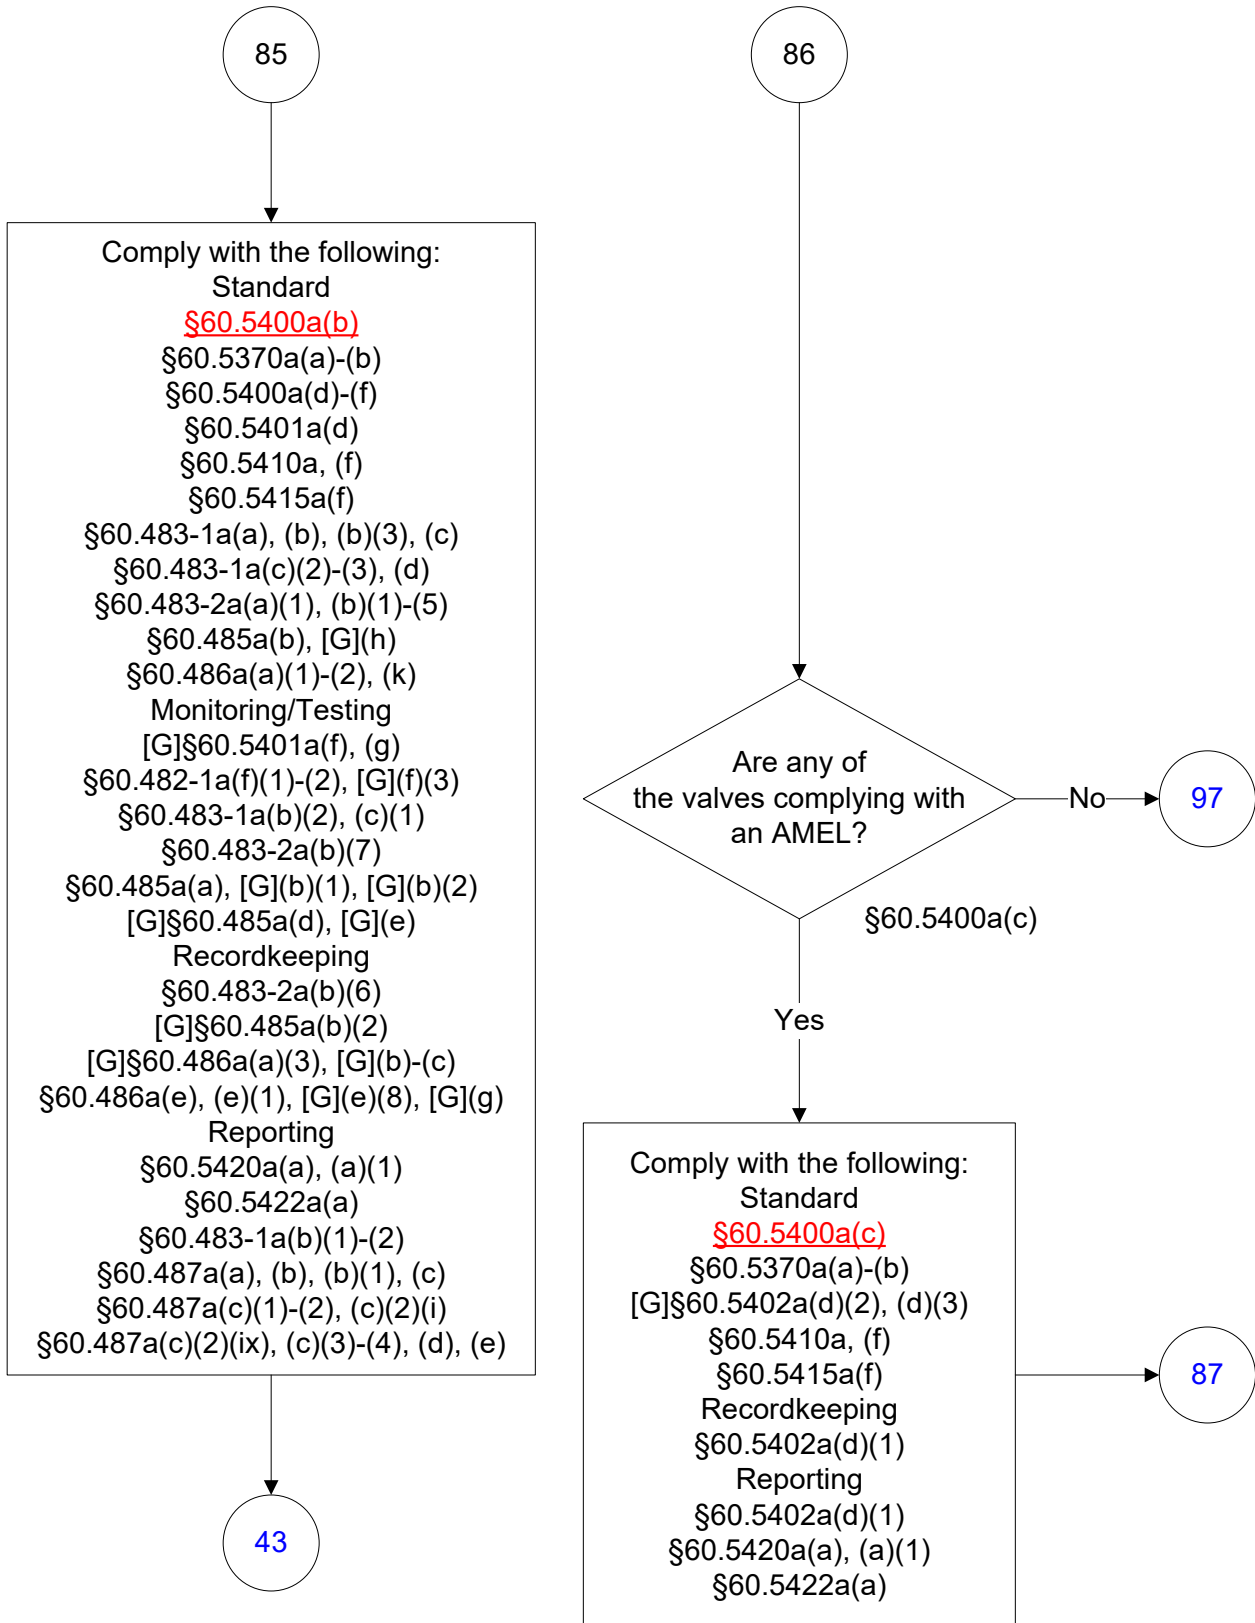 85
Comply with the following:
Standard
§60.5400a(b)
§60.5370a(a)-(b)
§60.5400a(d)-(f)
§60.5401a(d)
§60.5410a, (f)
§60.5415a(f)
§60.483-1a(a), (b), (b)(3), (c)
§60.483-1a(c)(2)-(3), (d)
§60.483-2a(a)(1), (b)(1)-(5)
§60.485a(b), [G](h)
§60.486a(a)(1)-(2), (k)
Monitoring/Testing
[G]§60.5401a(f), (g)
§60.482-1a(f)(1)-(2), [G](f)(3)
§60.483-1a(b)(2), (c)(1)
§60.483-2a(b)(7)
§60.485a(a), [G](b)(1), [G](b)(2)
[G]§60.485a(d), [G](e)
Recordkeeping
§60.483-2a(b)(6)
[G]§60.485a(b)(2)
[G]§60.486a(a)(3), [G](b)-(c)
§60.486a(e), (e)(1), [G](e)(8), [G](g)
Reporting
§60.5420a(a), (a)(1)
§60.5422a(a)
§60.483-1a(b)(1)-(2)
§60.487a(a), (b), (b)(1), (c)
§60.487a(c)(1)-(2), (c)(2)(i)
§60.487a(c)(2)(ix), (c)(3)-(4), (d), (e)
43
86
Are any of
the valves complying with
an AMEL?
No
97
§60.5400a(c)
Yes
Comply with the following:
Standard
§60.5400a(c)
§60.5370a(a)-(b)
[G]§60.5402a(d)(2), (d)(3)
§60.5410a, (f)
§60.5415a(f)
Recordkeeping
§60.5402a(d)(1)
Reporting
§60.5402a(d)(1)
§60.5420a(a), (a)(1)
§60.5422a(a)
87